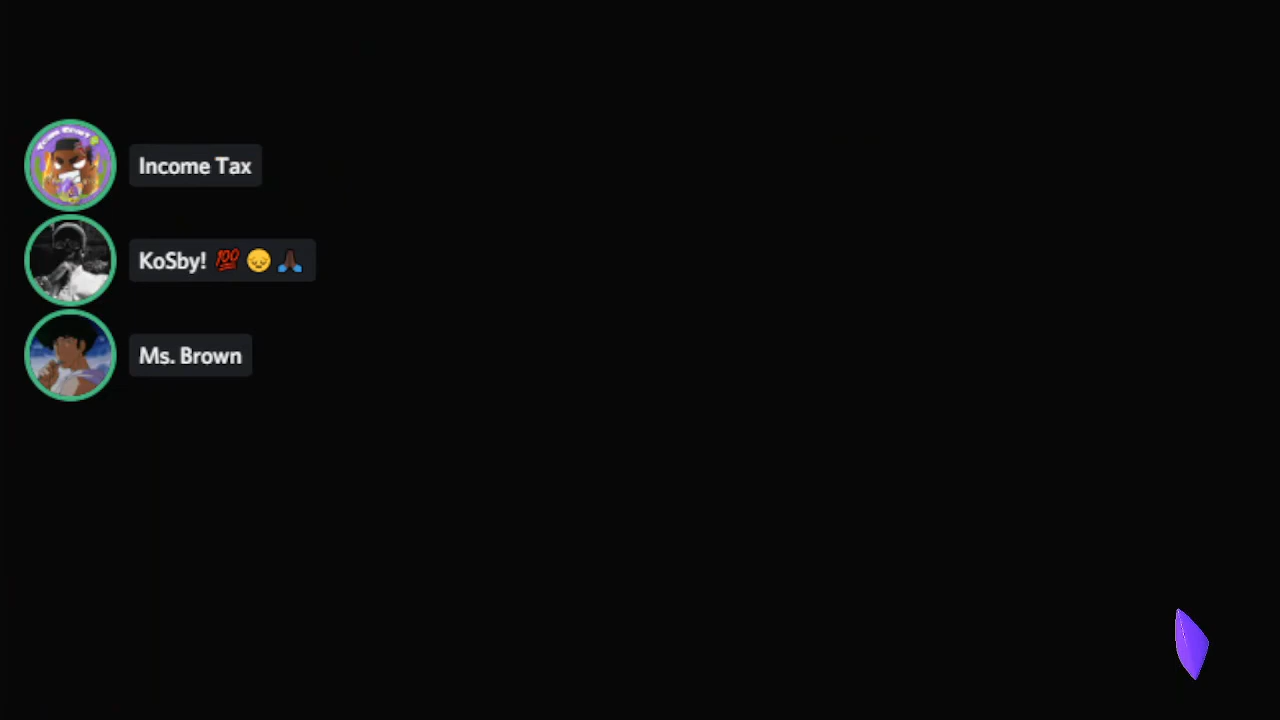 Income Tax
KoSby! 💯 😔 🙏🏿
Ms. Brown